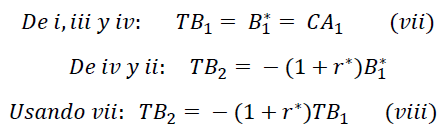 De i, iii y iv: TB₁ = B₁* = CA₁ (vii)
De iv y ii: TB₂ = −(1 + r*)B₁*
Usando vii: TB₂ = −(1 + r*)TB₁ (viii)